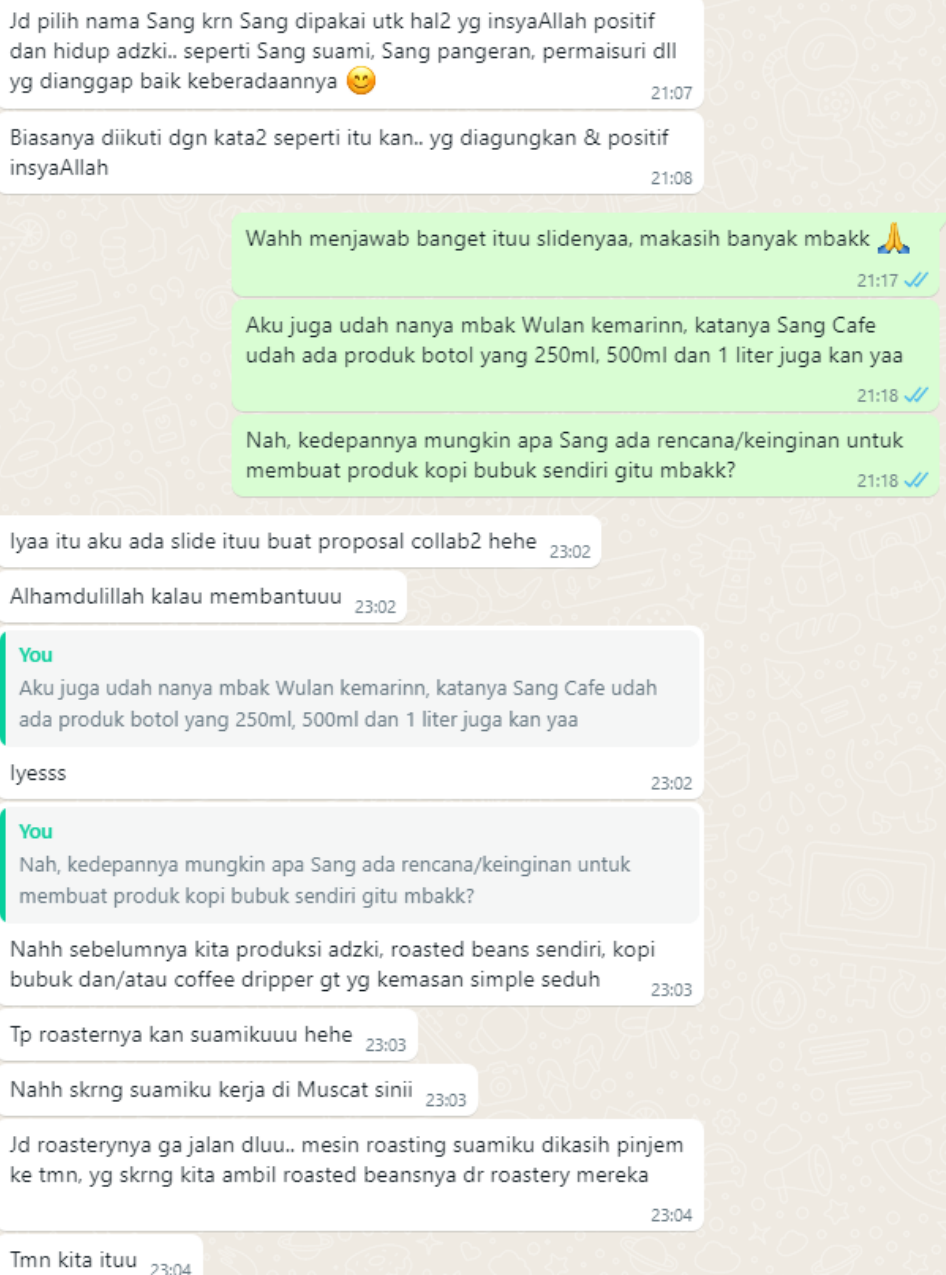 Jd pilih nama Sang krn Sang dipakai utk hal2 yg insyaAllah positif
dan hidup adzki.. seperti Sang suami, Sang pangeran, permaisuri dll
yg dianggap baik keberadaannya 😊
21:07
Biasanya diikuti dgn kata2 seperti itu kan.. yg diagungkan & positif
insyaAllah
21:08
Wahh menjawab banget ituu slidenyaa, makasih banyak mbakk 🙏
21:17
Aku juga udah nanya mbak Wulan kemarinn, katanya Sang Cafe
udah ada produk botol yang 250ml, 500ml dan 1 liter juga kan yaa
21:18
Nah, kedepannya mungkin apa Sang ada rencana/keinginan untuk
membuat produk kopi bubuk sendiri gitu mbakk?
21:18
Iyaa itu aku ada slide ituu buat proposal collab2 hehe 23:02
Alhamdulillah kalau membantuuu 23:02
You
Aku juga udah nanya mbak Wulan kemarinn, katanya Sang Cafe udah
ada produk botol yang 250ml, 500ml dan 1 liter juga kan yaa
Iyesss
23:02
You
Nah, kedepannya mungkin apa Sang ada rencana/keinginan untuk
membuat produk kopi bubuk sendiri gitu mbakk?
Nahh sebelumnya kita produksi adzki, roasted beans sendiri, kopi
bubuk dan/atau coffee dripper gt yg kemasan simple seduh
23:03
Tp roasternya kan suamikuuu hehe 23:03
Nahh skrng suamiku kerja di Muscat sinii 23:03
Jd roasterynya ga jalan dluu.. mesin roasting suamiku dikasih pinjem
ke tmn, yg skrng kita ambil roasted beansnya dr roastery mereka
23:04
Tmn kita ituu 23:04